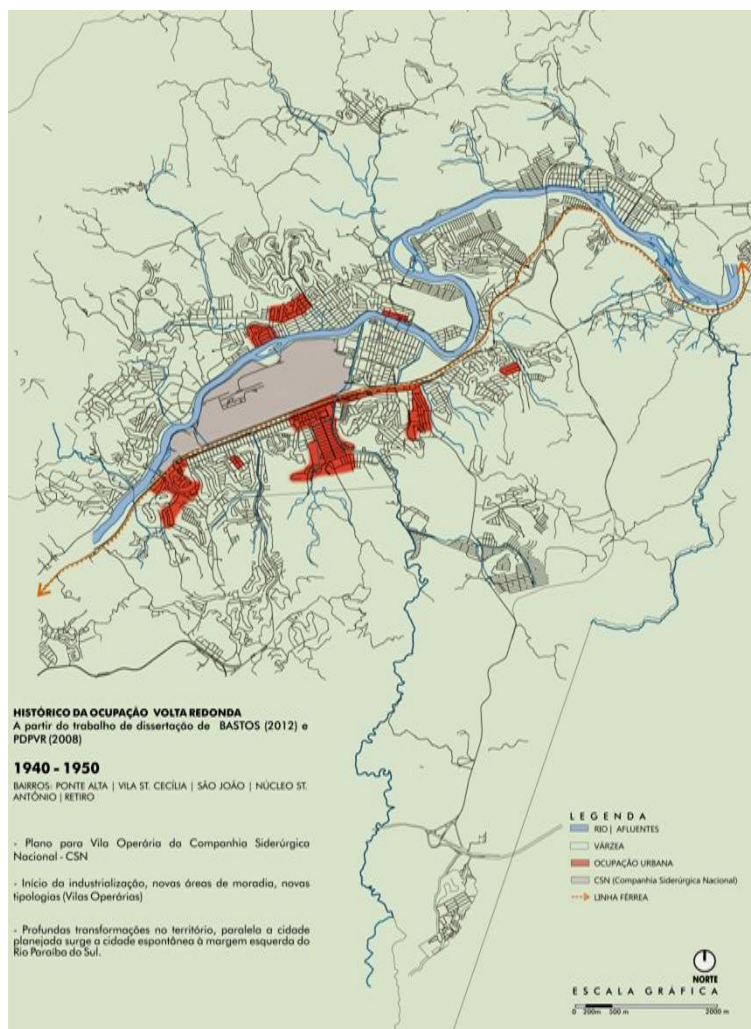 HISTÓRICO DA OCUPAÇÃO VOLTA REDONDA
A partir do trabalho de dissertação de BASTOS (2012) e
PDPVR (2008)
1940 - 1950
BAIRROS: PONTE ALTA | VILA ST. CECÍLIA | SÃO JOÃO | NÚCLEO ST.
ANTÔNIO | RETIRO
- Plano para Vila Operária da Companhia Siderúrgica
Nacional - CSN
- Início da industrialização, novas áreas de moradia, novas
tipologias (Vilas Operárias)
- Profundas transformações no território, paralela a cidade
planejada surge a cidade espontânea à margem esquerda do
Rio Paraíba do Sul.
LEGENDA
RIO | AFLUENTES
VÁRZEA
OCUPAÇÃO URBANA
CSN (Companhia Siderúrgica Nacional)
LINHA FÉRREA
NORTE
ESCALA GRÁFICA
0 200m 500 m 2000 m